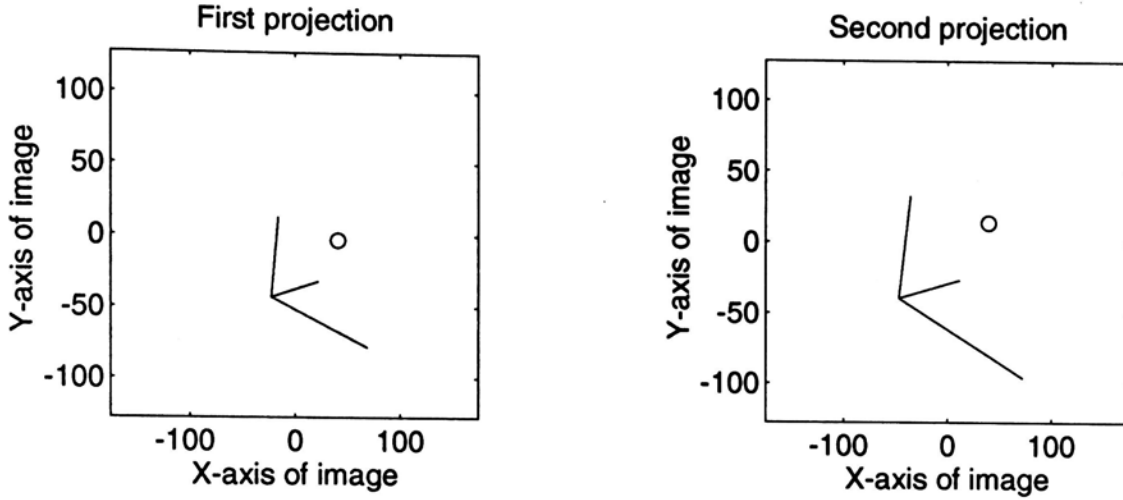 First projection
100
50
0
-50
-100
Y-axis of image
-100 0 100
X-axis of image
Second projection
100
50
0
-50
-100
Y-axis of image
-100 0 100
X-axis of image